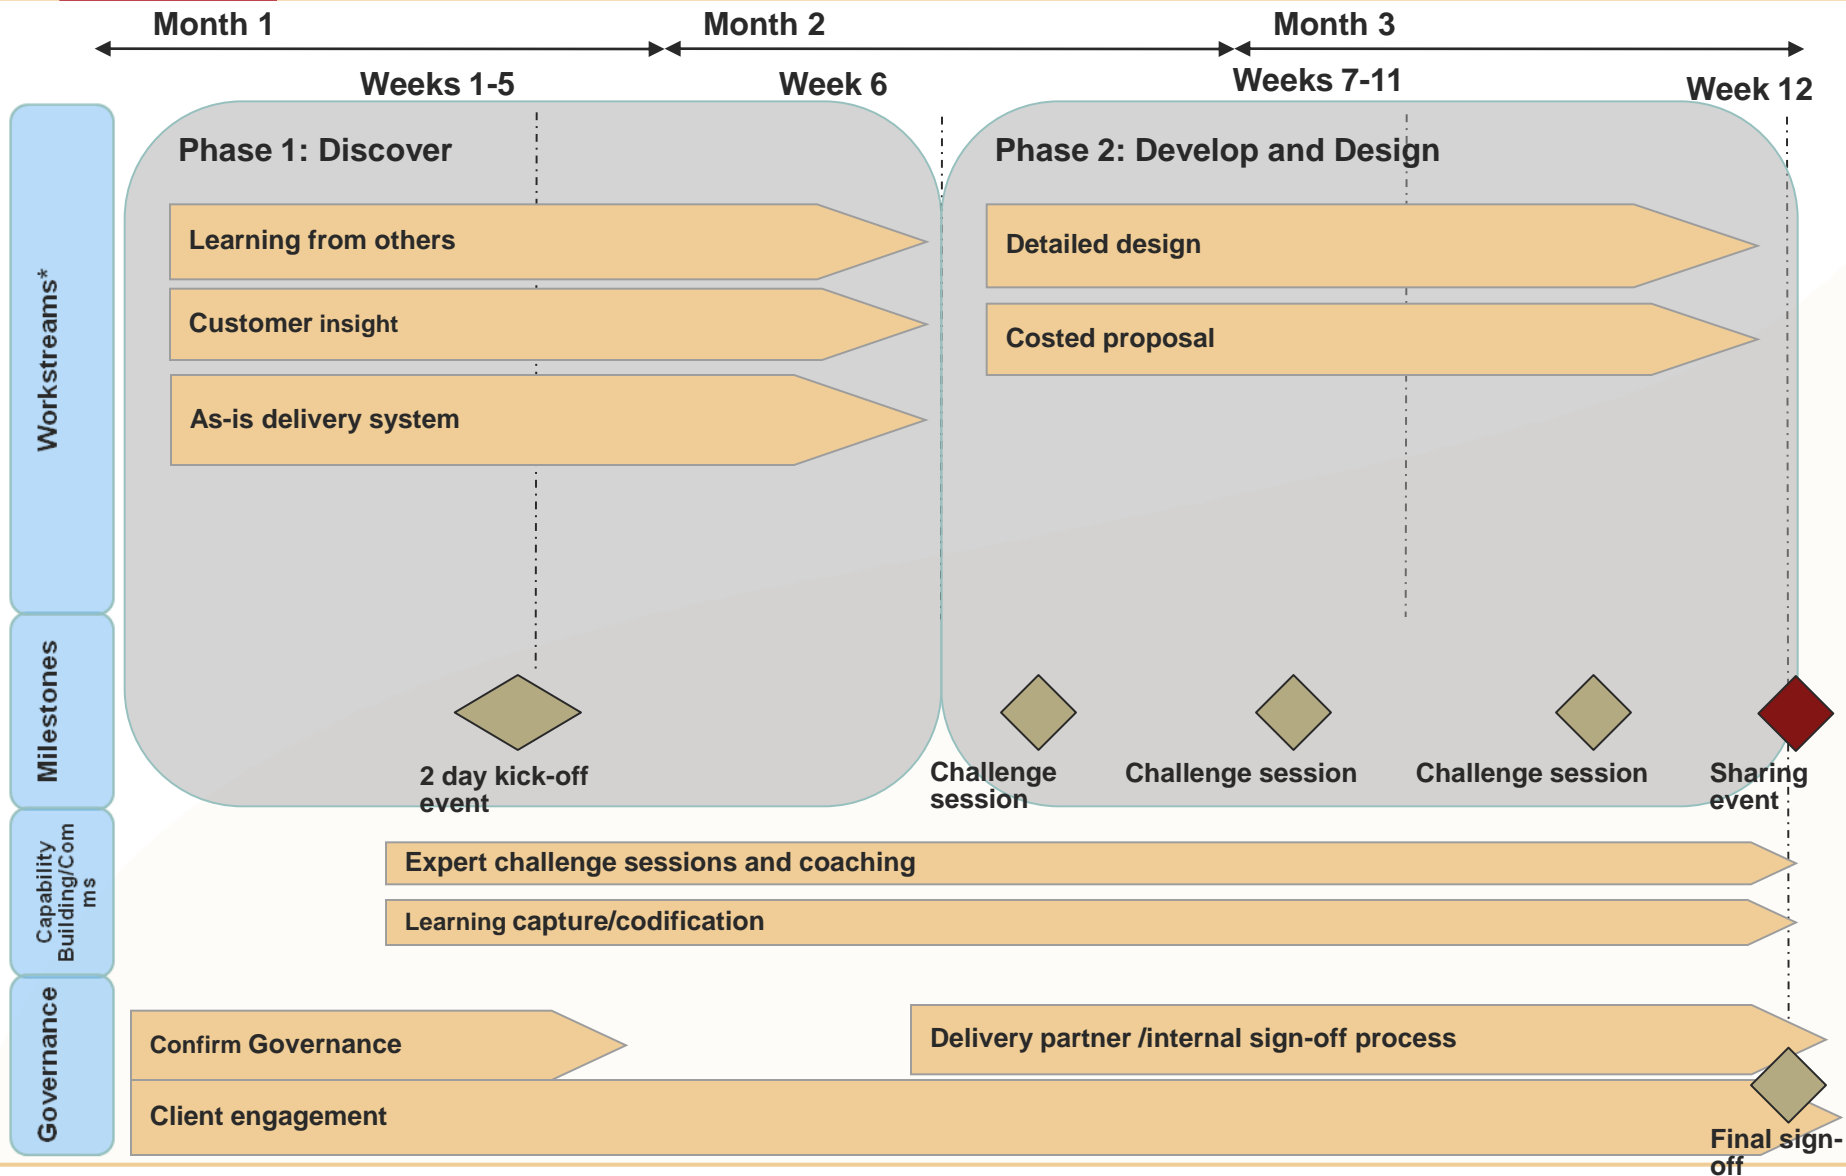 Month 1
Month 2
Month 3
Weeks 1-5
Week 6
Weeks 7-11
Week 12
Workstreams*
Phase 1: Discover
Phase 2: Develop and Design
Learning from others
Detailed design
Customer insight
Costed proposal
As-is delivery system
Milestones
2 day kick-off
event
Challenge
session
Challenge session
Challenge session
Sharing
event
Capability
Building/Com
ms
Expert challenge sessions and coaching
Learning capture/codification
Governance
Confirm Governance
Delivery partner /internal sign-off process
Client engagement
Final sign-
off